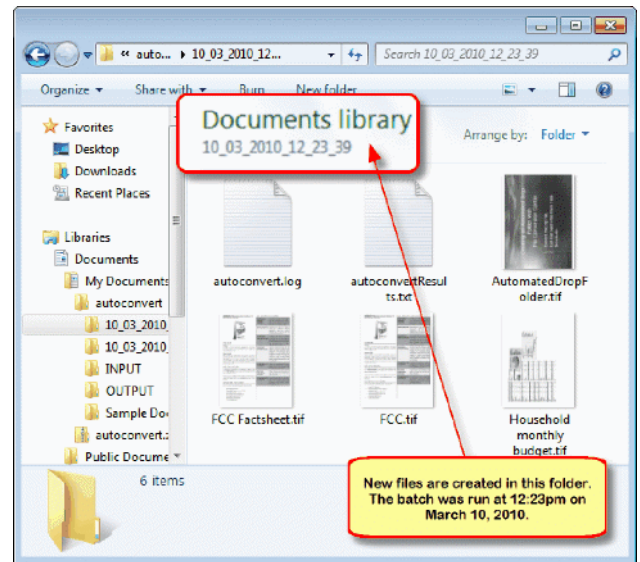 « auto... ▸ 10_03_2010_12...
Search 10_03_2010_12_23_39
Organize
Share with
Burn
New folder
Documents library
10_03_2010_12_23_39
Arrange by: Folder
Favorites
Desktop
Downloads
Recent Places
Libraries
Documents
My Documents
autoconvert
10_03_2010_
10_03_2010_
INPUT
OUTPUT
Sample Do
autoconvert.
Public Docume
autoconvert.log
autoconvertResul
ts.txt
AutomatedDropF
older.tif
FCC Factsheet.tif
FCC.tif
Household
monthly
budget.tif
6 items
New files are created in this folder.
The batch was run at 12:23pm on
March 10, 2010.